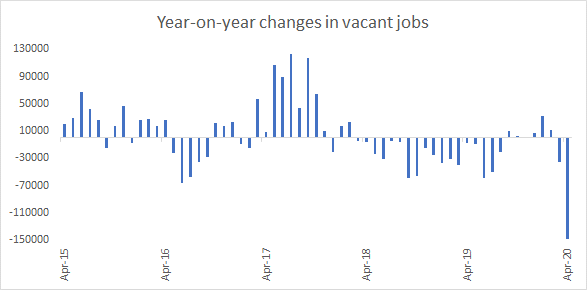 Year-on-year changes in vacant jobs
130000
90000
50000
10000
-30000
-70000
-110000
-150000
Apr-15
Apr-16
Apr-17
Apr-18
Apr-19
Apr-20